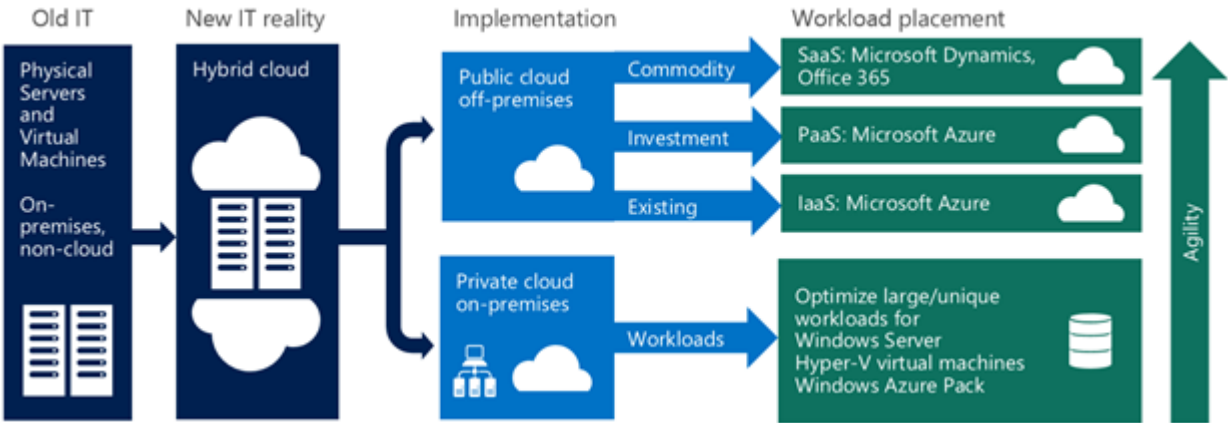 Old IT
New IT reality
Implementation
Workload placement
Physical
Servers
and
Virtual
Machines
On-
premises,
non-cloud
Hybrid cloud
Public cloud
off-premises
Commodity
Investment
Existing
SaaS: Microsoft Dynamics,
Office 365
PaaS: Microsoft Azure
IaaS: Microsoft Azure
Private cloud
on-premises
Workloads
Optimize large/unique
workloads for
Windows Server
Hyper-V virtual machines
Windows Azure Pack
Agility